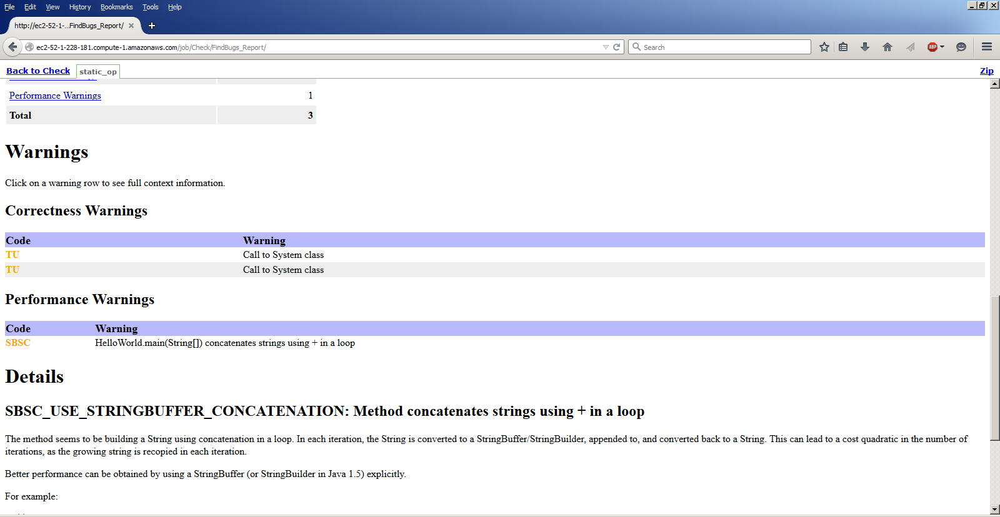 File Edit View History Bookmarks Tools Help
http://ec2-52-1-...FindBugs_Report/
ec2-52-1-228-181.compute-1.amazonaws.com/job/Check/FindBugs_Report/
Search
ABP
Back to Check static_op Zip
Performance Warnings 1
Total 3
Warnings
Click on a warning row to see full context information.
Correctness Warnings
Code Warning
TU Call to System class
TU Call to System class
Performance Warnings
Code Warning
SBSC HelloWorld.main(String[]) concatenates strings using + in a loop
Details
SBSC_USE_STRINGBUFFER_CONCATENATION: Method concatenates strings using + in a loop
The method seems to be building a String using concatenation in a loop. In each iteration, the String is converted to a StringBuffer/StringBuilder, appended to, and converted back to a String. This can lead to a cost quadratic in the number of
iterations, as the growing string is recopied in each iteration.
Better performance can be obtained by using a StringBuffer (or StringBuilder in Java 1.5) explicitly.
For example: